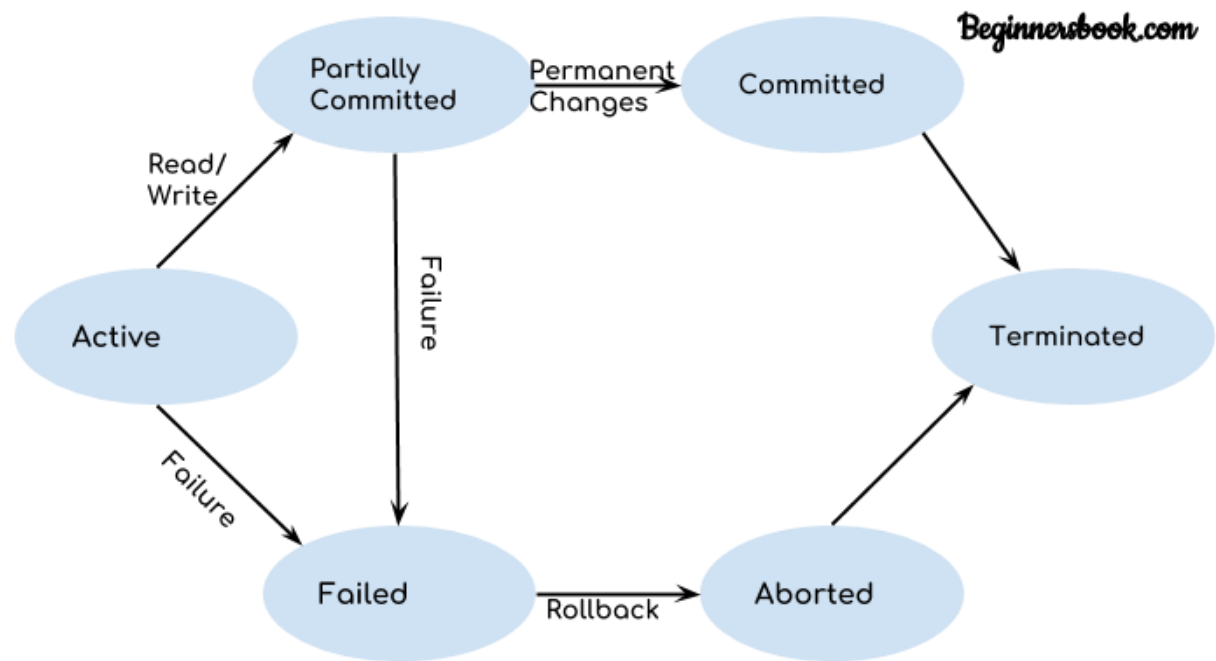 Beginnersbook.com
Partially
Committed
Permanent
Changes
Committed
Read/
Write
Failure
Active
Terminated
Failure
Failed
Rollback
Aborted